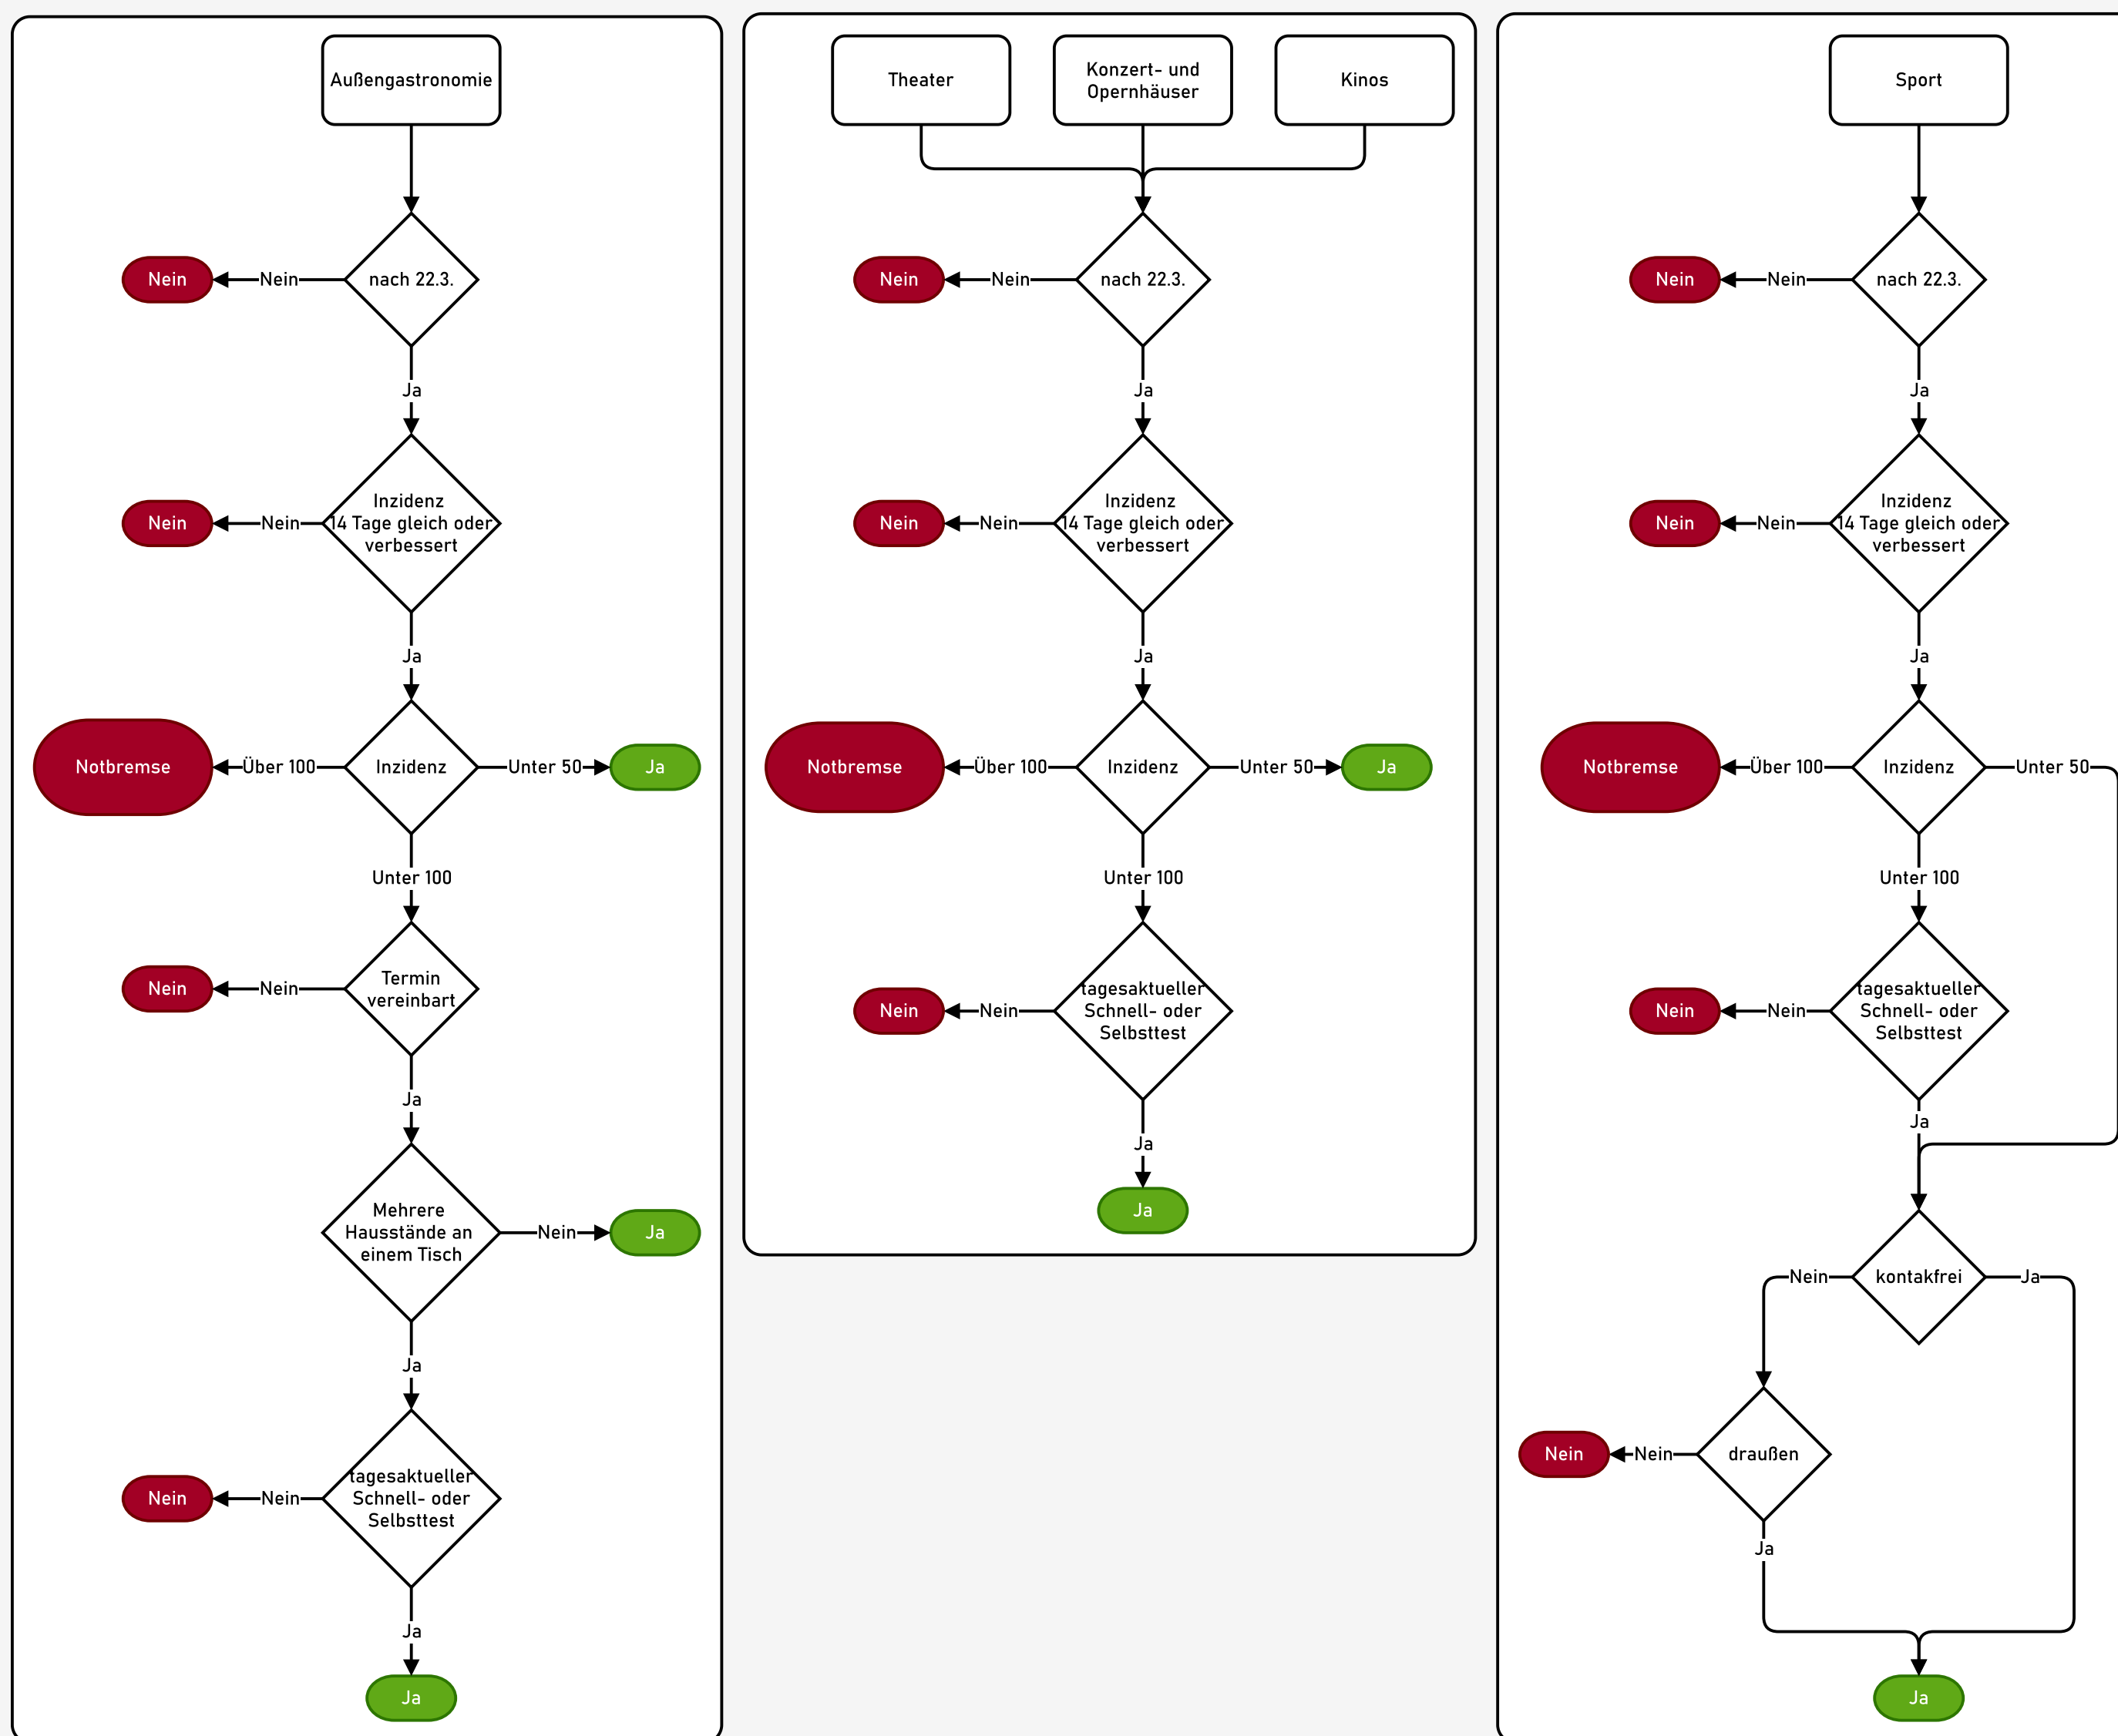 Außengastronomie
nach 22.3.
Nein
Nein
Ja
Inzidenz
14 Tage gleich oder
verbessert
Nein
Nein
Ja
Inzidenz
Über 100
Notbremse
Unter 50
Ja
Unter 100
Termin
vereinbart
Nein
Nein
Ja
Mehrere
Hausstände an
einem Tisch
Nein
Ja
Ja
tagesaktueller
Schnell- oder
Selbsttest
Nein
Nein
Ja
Ja
Theater
Konzert- und
Opernhäuser
Kinos
nach 22.3.
Nein
Nein
Ja
Inzidenz
14 Tage gleich oder
verbessert
Nein
Nein
Ja
Inzidenz
Über 100
Notbremse
Unter 50
Ja
Unter 100
tagesaktueller
Schnell- oder
Selbsttest
Nein
Nein
Ja
Ja
Sport
nach 22.3.
Nein
Nein
Ja
Inzidenz
14 Tage gleich oder
verbessert
Nein
Nein
Ja
Inzidenz
Über 100
Notbremse
Unter 50
Unter 100
tagesaktueller
Schnell- oder
Selbsttest
Nein
Nein
Ja
kontakfrei
Nein
Ja
draußen
Nein
Nein
Ja
Ja